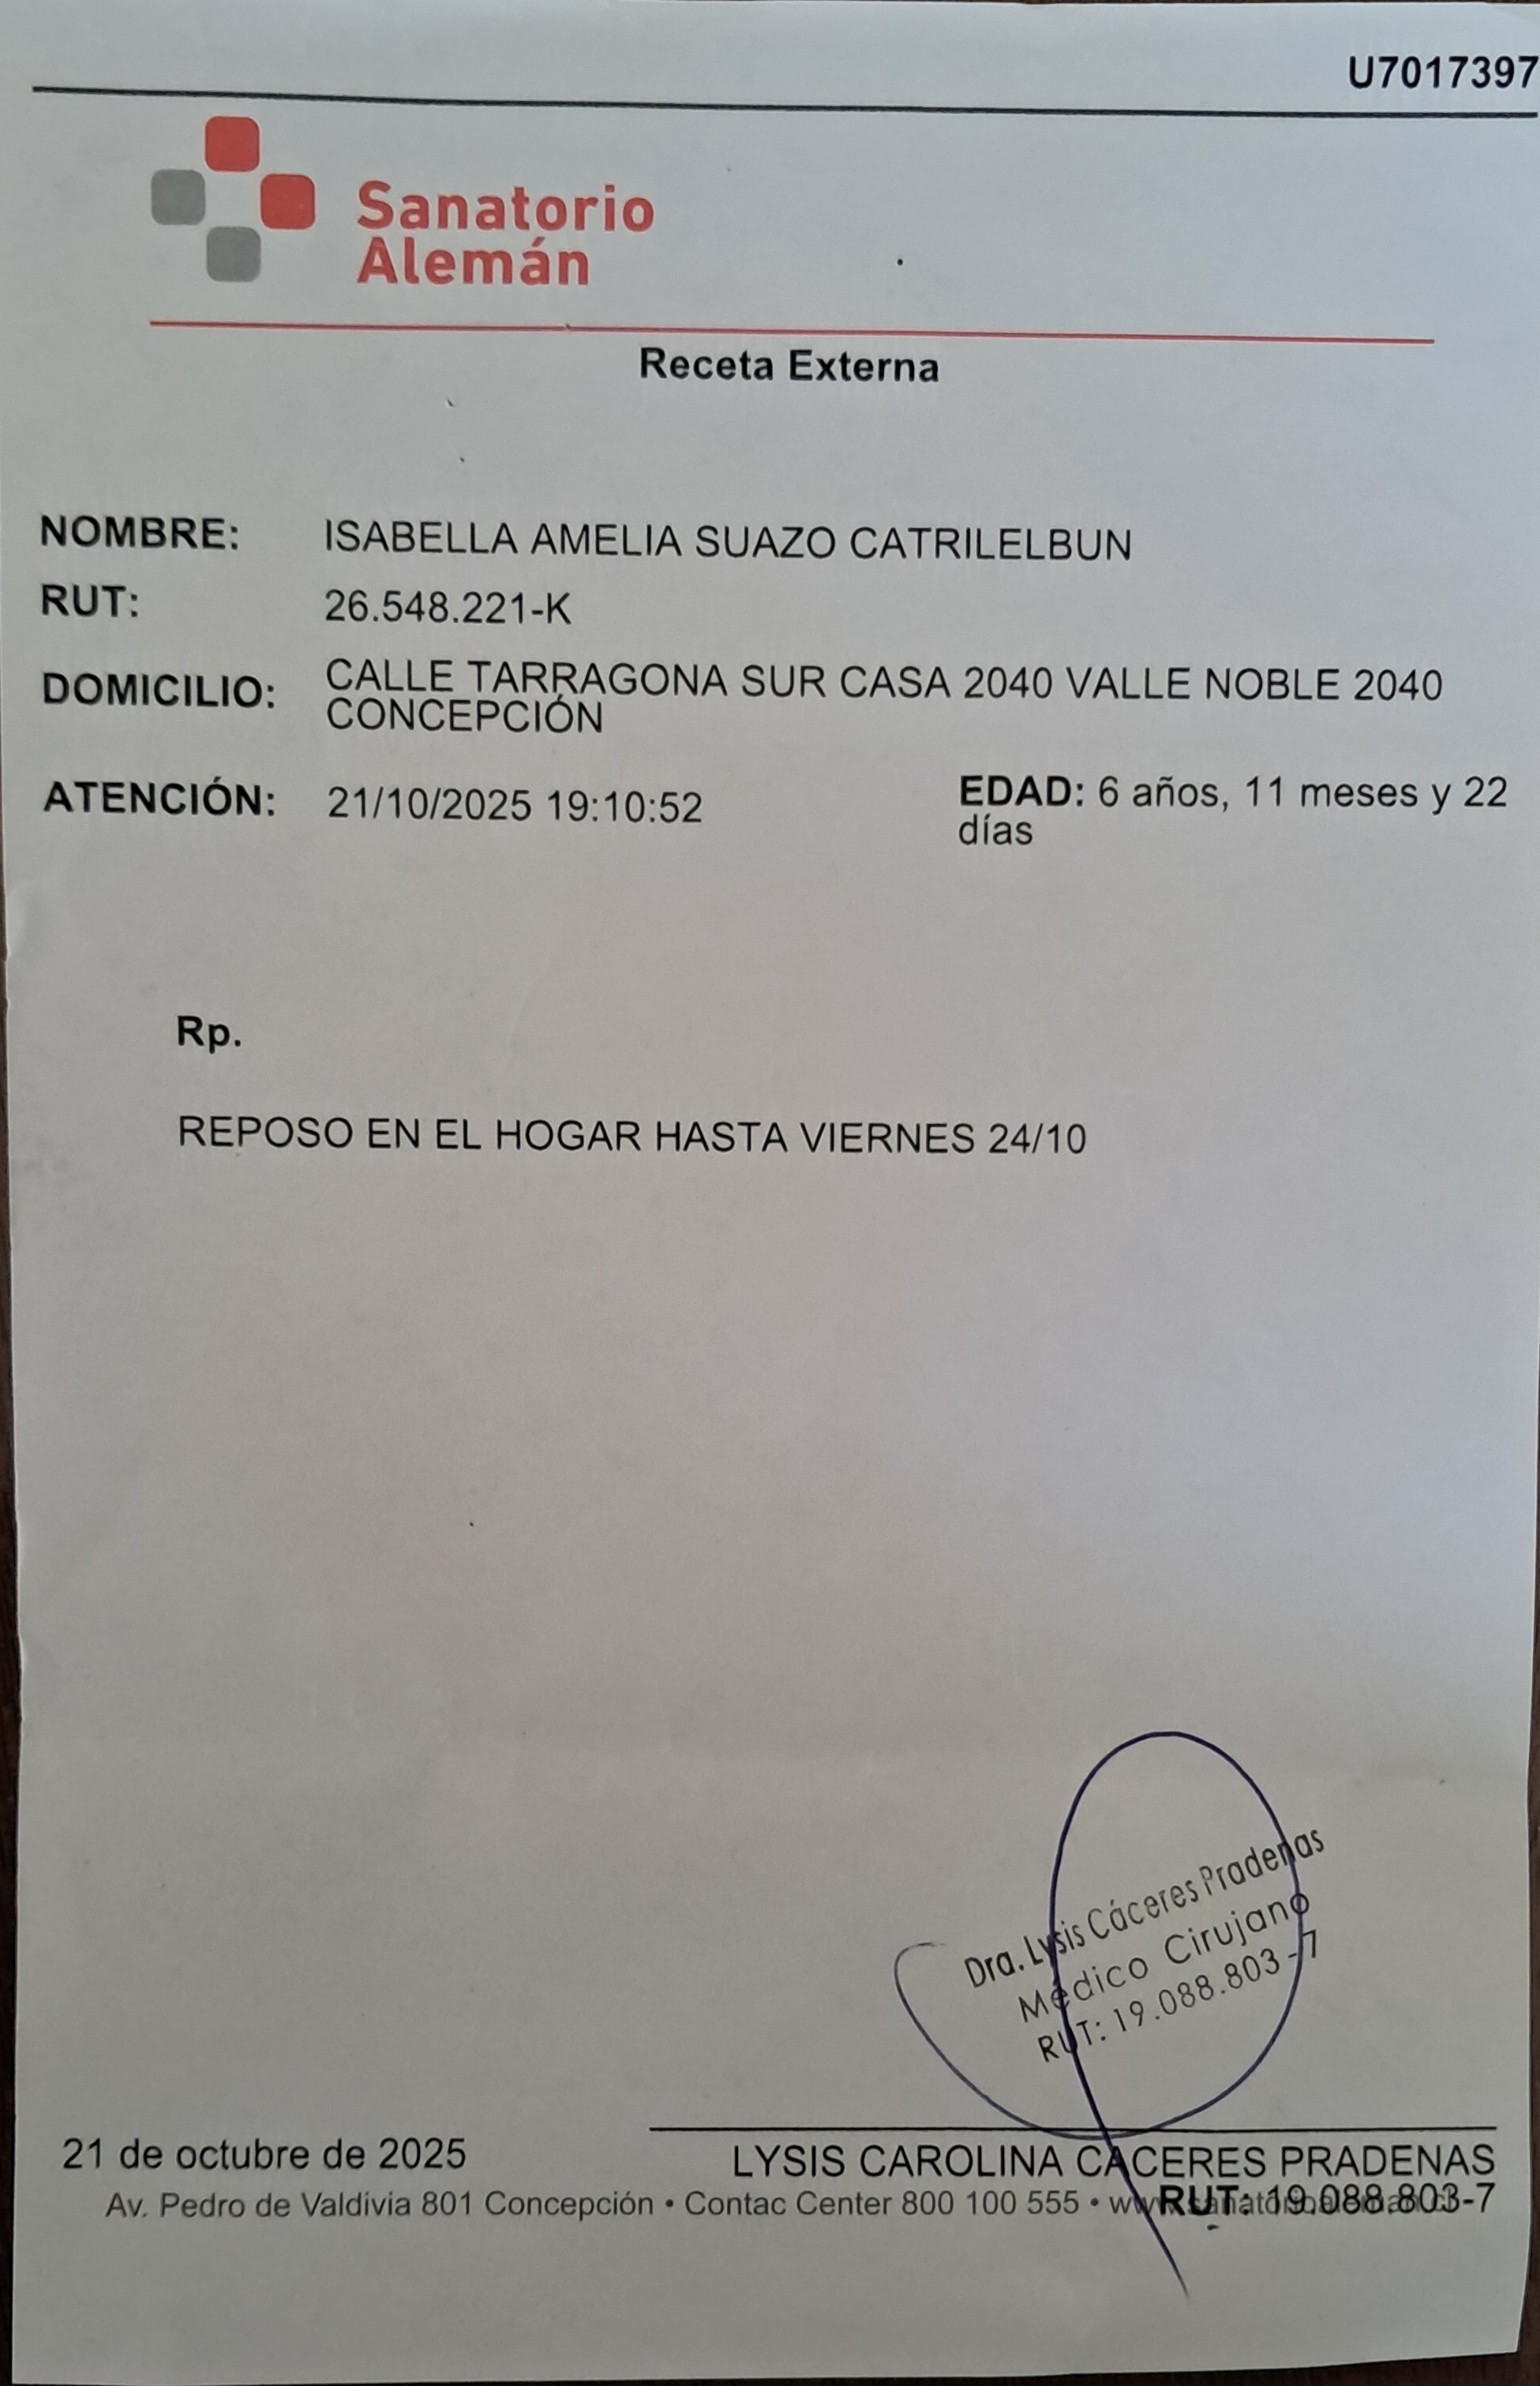 U7017397
Sanatorio
Alemán
Receta Externa
NOMBRE: ISABELLA AMELIA SUAZO CATRILELBUN
RUT: 26.548.221-K
DOMICILIO: CALLE TARRAGONA SUR CASA 2040 VALLE NOBLE 2040
CONCEPCIÓN
ATENCIÓN: 21/10/2025 19:10:52 EDAD: 6 años, 11 meses y 22
días
Rp.
REPOSO EN EL HOGAR HASTA VIERNES 24/10
Dra. Lysis Cáceres Pradenas
Médico Cirujano
RUT: 19.088.803-7
21 de octubre de 2025
LYSIS CAROLINA CACERES PRADENAS
Av. Pedro de Valdivia 801 Concepción • Contac Center 800 100 555 •
RUT: 19.088.803-7